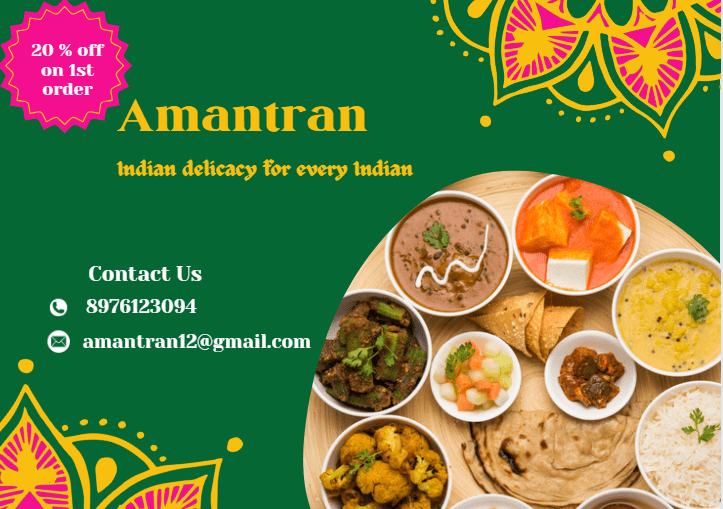 20 % off
on 1st
order
Amantran
Indian delicacy for every Indian
Contact Us
8976123094
amantran12@gmail.com